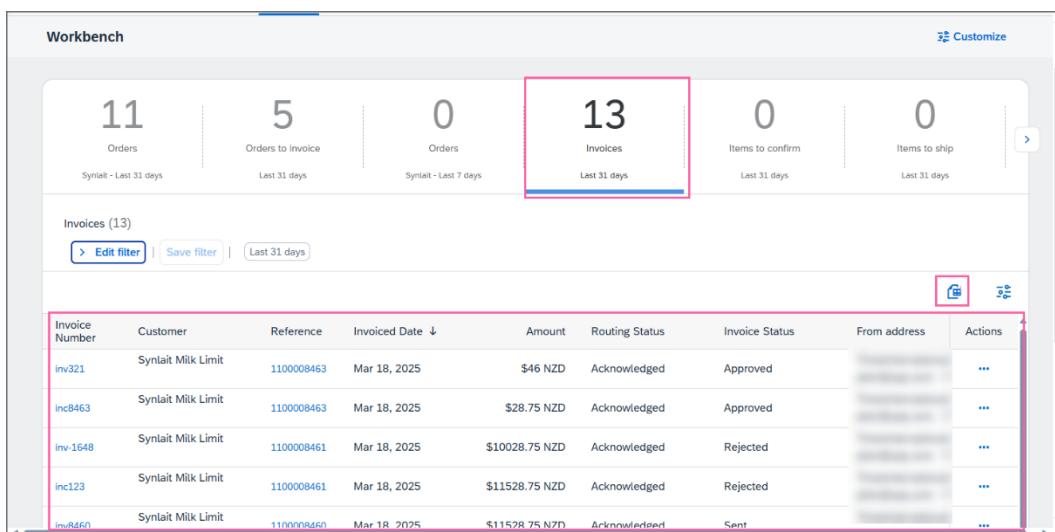 Workbench
Customize
11
Orders
Synlait - Last 31 days
5
Orders to invoice
Last 31 days
0
Orders
Synlait - Last 7 days
13
Invoices
Last 31 days
0
Items to confirm
Last 31 days
0
Items to ship
Last 31 days
Invoices (13)
Edit filter | Save filter | Last 31 days
Invoice Number Customer Reference Invoiced Date ↓ Amount Routing Status Invoice Status From address Actions
inv321 Synlait Milk Limit 1100008463 Mar 18, 2025 $46 NZD Acknowledged Approved
inc8463 Synlait Milk Limit 1100008463 Mar 18, 2025 $28.75 NZD Acknowledged Approved
inv-1648 Synlait Milk Limit 1100008461 Mar 18, 2025 $10028.75 NZD Acknowledged Rejected
inc123 Synlait Milk Limit 1100008461 Mar 18, 2025 $11528.75 NZD Acknowledged Rejected
inv8460 Synlait Milk Limit 1100008460 Mar 18, 2025 $11528.75 NZD Acknowledged Sent